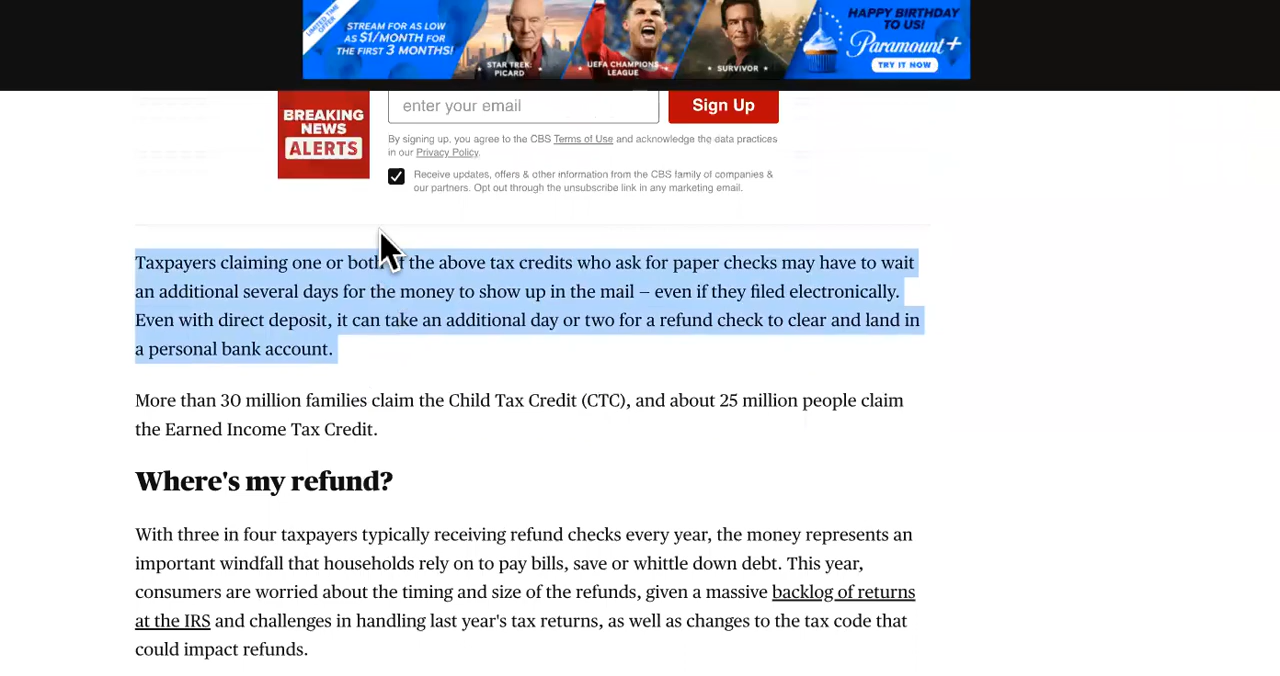 LIMITED TIME
OFFER
STREAM FOR AS LOW
AS $1/MONTH FOR
THE FIRST 3 MONTHS!
STAR TREK:
PICARD
UEFA CHAMPIONS
LEAGUE
SURVIVOR
HAPPY BIRTHDAY
TO US!
Paramount+
TRY IT NOW
BREAKING
NEWS
ALERTS
enter your email
Sign Up
By signing up, you agree to the CBS Terms of Use and acknowledge the data practices
in our Privacy Policy.
Receive updates, offers & other information from the CBS family of companies &
our partners. Opt out through the unsubscribe link in any marketing email.
Taxpayers claiming one or both of the above tax credits who ask for paper checks may have to wait
an additional several days for the money to show up in the mail – even if they filed electronically.
Even with direct deposit, it can take an additional day or two for a refund check to clear and land in
a personal bank account.
More than 30 million families claim the Child Tax Credit (CTC), and about 25 million people claim
the Earned Income Tax Credit.
Where's my refund?
With three in four taxpayers typically receiving refund checks every year, the money represents an
important windfall that households rely on to pay bills, save or whittle down debt. This year,
consumers are worried about the timing and size of the refunds, given a massive backlog of returns
at the IRS and challenges in handling last year's tax returns, as well as changes to the tax code that
could impact refunds.